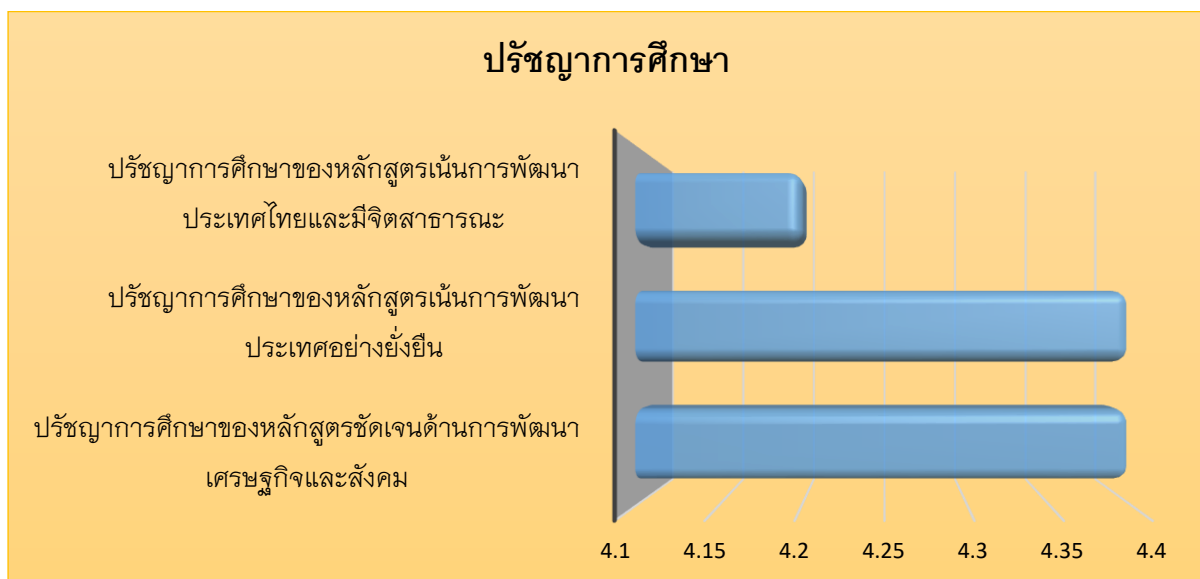 ปรัชญาการศึกษา
ปรัชญาการศึกษาของหลักสูตรเน้นการพัฒนา
ประเทศไทยและมีจิตสาธารณะ
ปรัชญาการศึกษาของหลักสูตรเน้นการพัฒนา
ประเทศอย่างยั่งยืน
ปรัชญาการศึกษาของหลักสูตรชัดเจนด้านการพัฒนา
เศรษฐกิจและสังคม
4.1 4.15 4.2 4.25 4.3 4.35 4.4